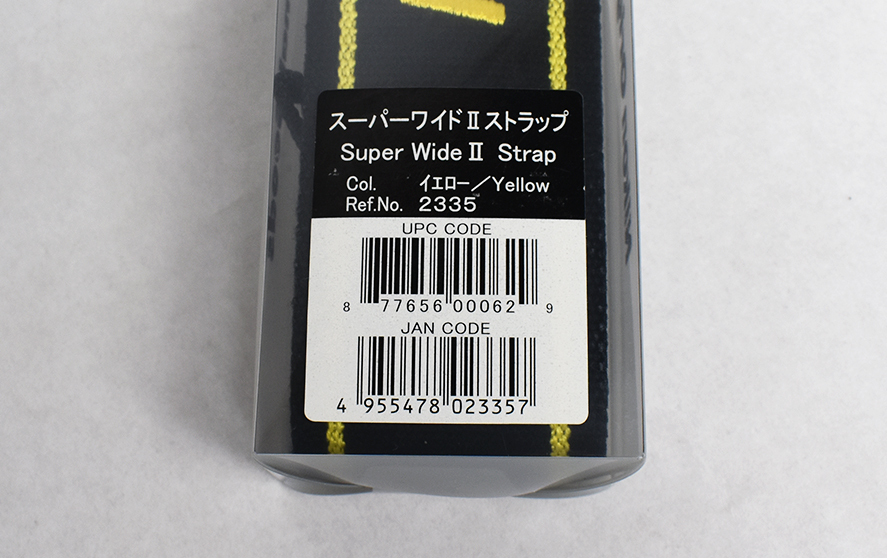 スーパーワイドⅡストラップ
Super Wide Ⅱ Strap
Col. イエロー／Yellow
Ref.No. 2335
UPC CODE
8 77656 00062 9
JAN CODE
4 955478 023357